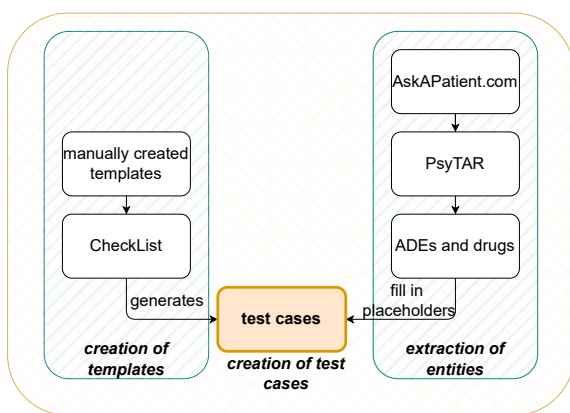 AskAPatient.com
manually created
templates
PsyTAR
CheckList
ADEs and drugs
generates
test cases
fill in
placeholders
creation of
templates
creation of test
cases
extraction of
entities